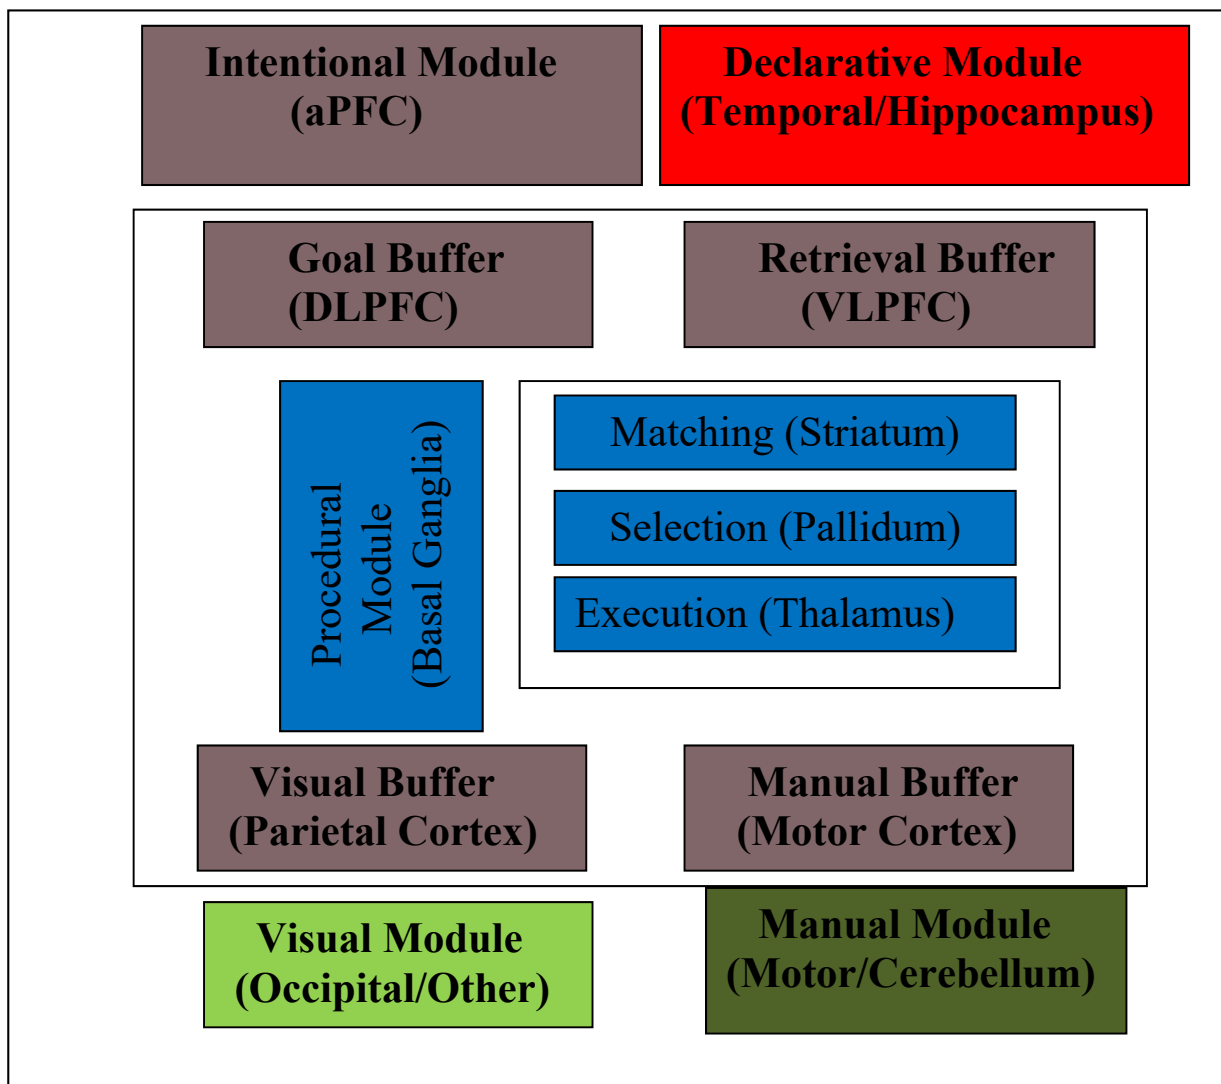 Intentional Module
(aPFC)
Declarative Module
(Temporal/Hippocampus)
Goal Buffer
(DLPFC)
Retrieval Buffer
(VLPFC)
Procedural
Module
(Basal Ganglia)
Matching (Striatum)
Selection (Pallidum)
Execution (Thalamus)
Visual Buffer
(Parietal Cortex)
Manual Buffer
(Motor Cortex)
Visual Module
(Occipital/Other)
Manual Module
(Motor/Cerebellum)